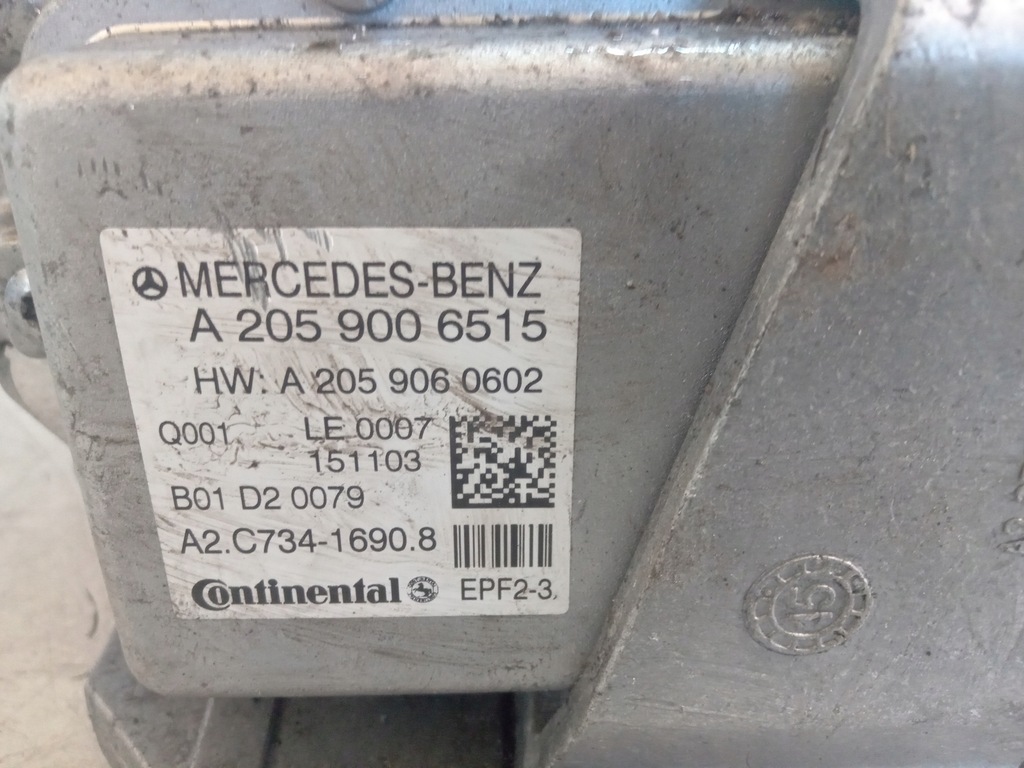 MERCEDES-BENZ
A 205 900 6515
HW: A 205 906 0602
Q001 LE 0007
151103
B01 D2 0079
A2.C734-1690.8
Continental EPF2-3
15